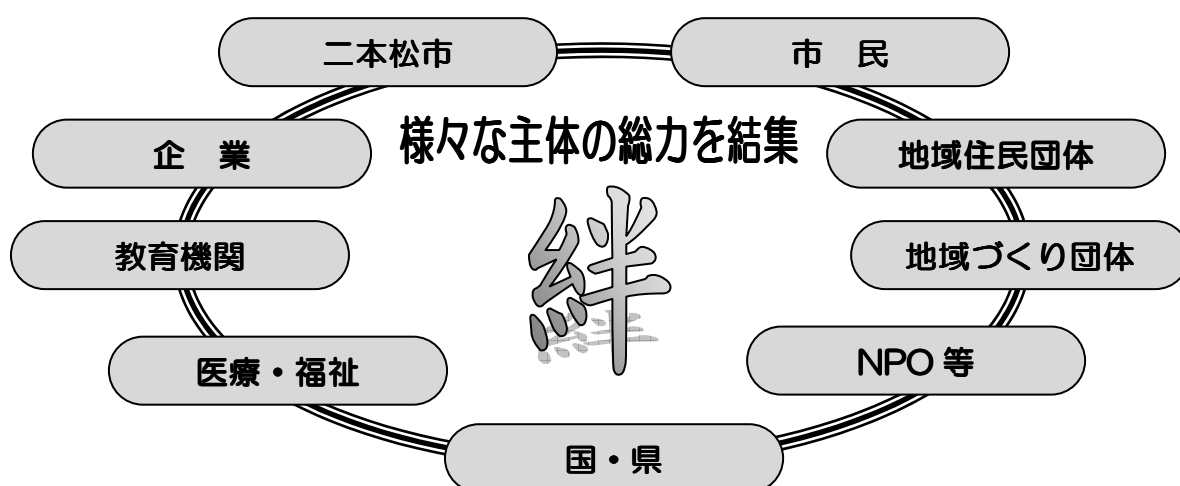 二本松市
市　民
様々な主体の総力を結集
企　業
地域住民団体
絆
教育機関
地域づくり団体
医療・福祉
NPO 等
国・県